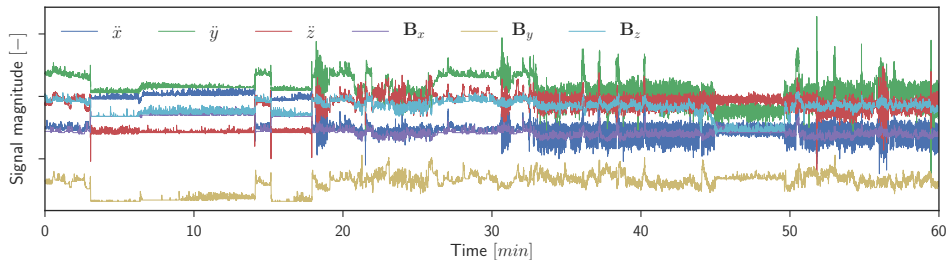 Signal magnitude [−]
ẍ ÿ z̈ B_x B_y B_z
0 10 20 30 40 50 60
Time [min]